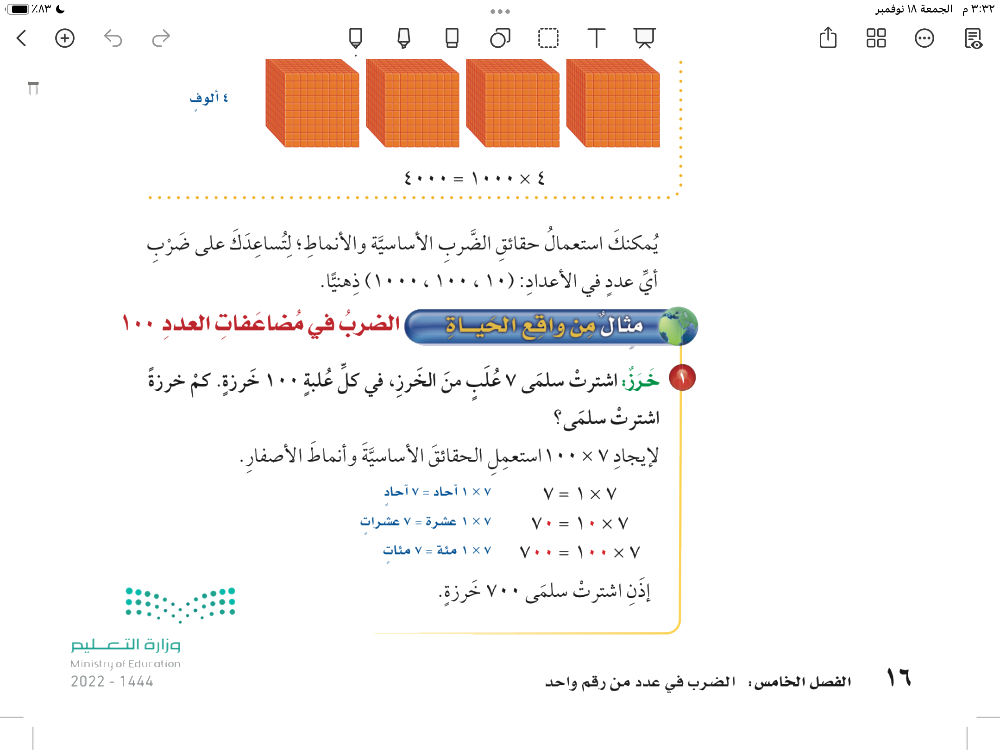 ٣:٣٢ م الجمعة ١٨ نوفمبر
٨٣٪
٤ ألوفٍ
٤ × ١٠٠٠ = ٤٠٠٠
يُمكنكَ استعمالُ حقائقِ الضَّربِ الأساسيَّة والأنماطِ؛ لِتُساعِدَكَ على ضَرْبِ
أيِّ عددٍ في الأعدادِ: (١٠ ، ١٠٠ ، ١٠٠٠) ذِهنيًّا.
مثالٌ مِن واقِعِ الحَيـــاةِ الضربُ في مُضاعَفاتِ العددِ ١٠٠
١ خَرَزٌ: اشترتْ سلمَى ٧ عُلَبٍ منَ الخَرزِ، في كلِّ عُلبةٍ ١٠٠ خَرزةٍ. كمْ خرزةً
اشترتْ سلمَى؟
لإيجادِ ٧ × ١٠٠ استعمِلِ الحقائقَ الأساسيَّةَ وأنماطَ الأصفارِ.
٧ × ١ = ٧ ٧ × ١ آحاد = ٧ آحادٍ
٧ × ١٠ = ٧٠ ٧ × ١ عشرة = ٧ عشراتٍ
٧ × ١٠٠ = ٧٠٠ ٧ × ١ مئة = ٧ مئاتٍ
إذَنِ اشترتْ سلمَى ٧٠٠ خَرزةٍ.
وزارة التـعـليم
Ministry of Education
2022 - 1444
١٦ الفصل الخامس: الضرب في عدد من رقم واحد